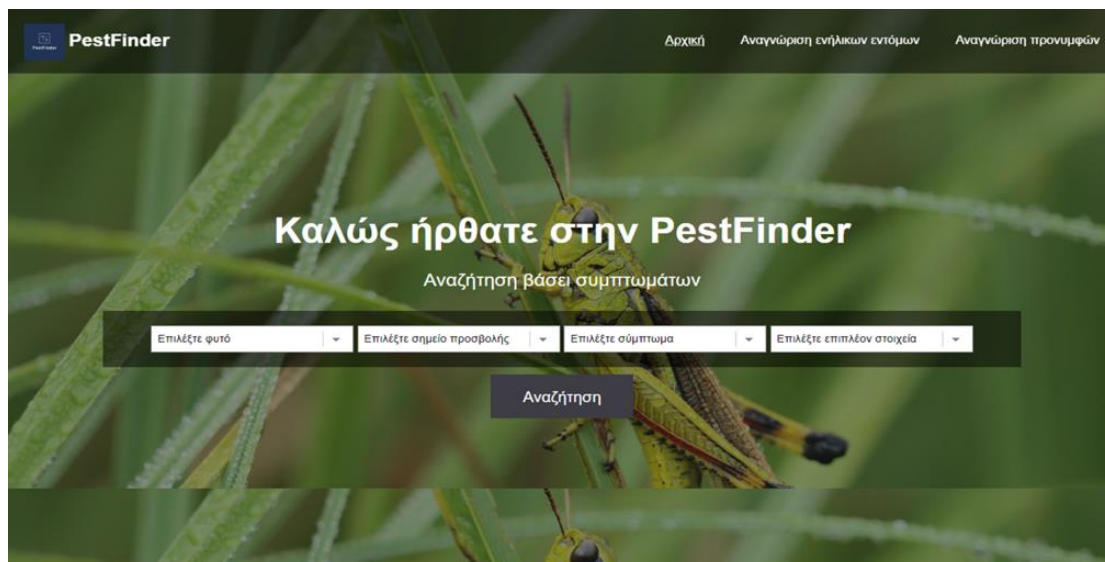 PestFinder
PestFinder
Αρχική
Αναγνώριση ενήλικων εντόμων
Αναγνώριση προνυμφών
Καλώς ήρθατε στην PestFinder
Αναζήτηση βάσει συμπτωμάτων
Επιλέξτε φυτό
Επιλέξτε σημείο προσβολής
Επιλέξτε σύμπτωμα
Επιλέξτε επιπλέον στοιχεία
Αναζήτηση